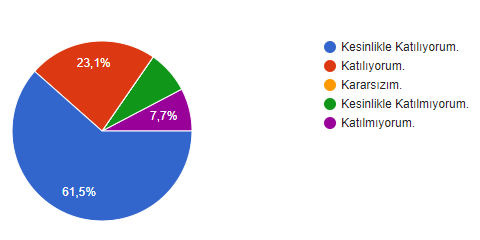 23,1%
7,7%
61,5%
Kesinlikle Katılıyorum.
Katılıyorum.
Kararsızım.
Kesinlikle Katılmıyorum.
Katılmıyorum.